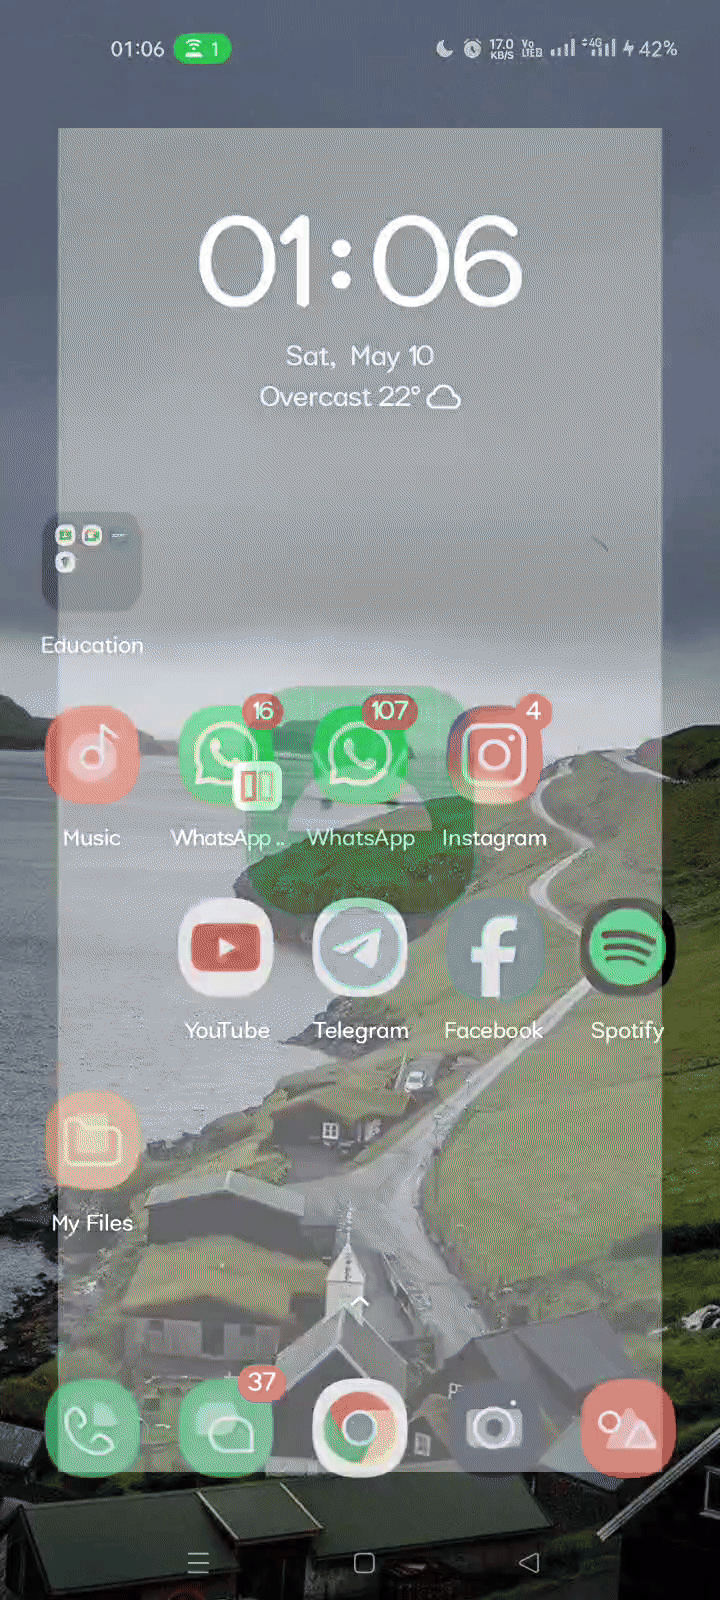 01:06 1 17.0 KB/S Vo LTE 4G 42%
01:06
Sat, May 10
Overcast 22°
Education
16 107 4
Music WhatsApp .. WhatsApp Instagram
YouTube Telegram Facebook Spotify
My Files
37